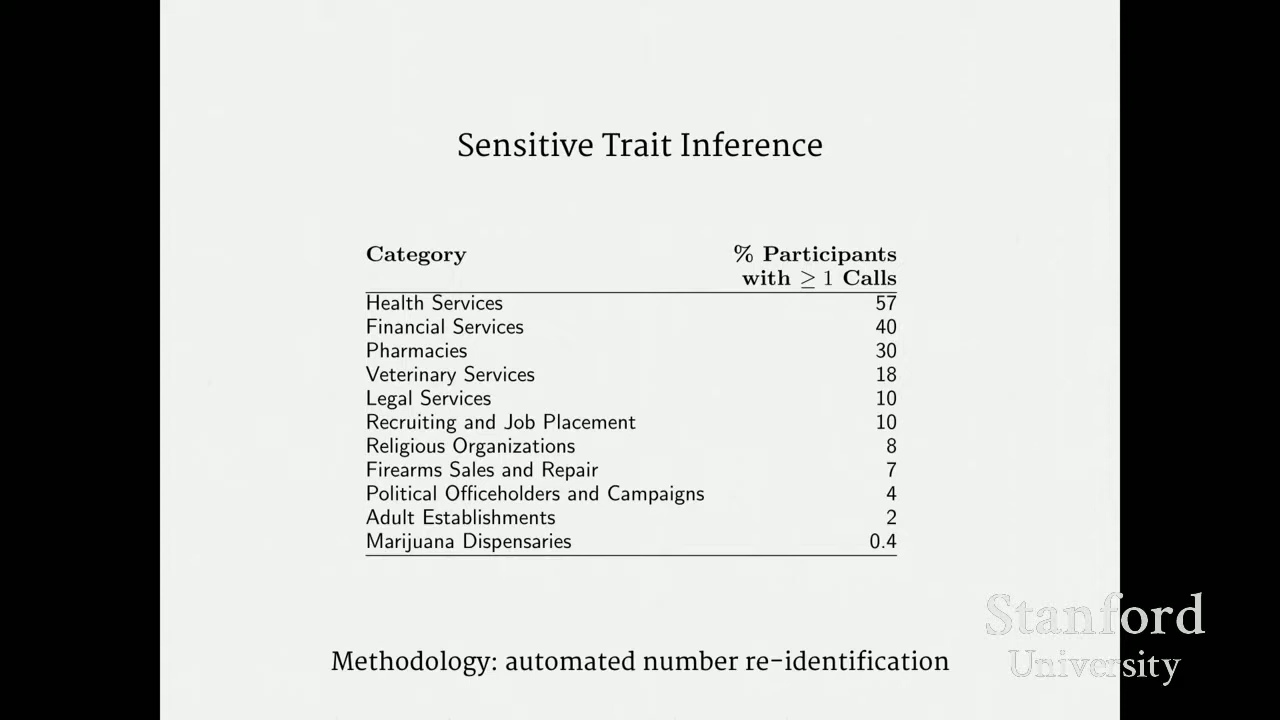 Sensitive Trait Inference
Category % Participants
with ≥ 1 Calls
Health Services 57
Financial Services 40
Pharmacies 30
Veterinary Services 18
Legal Services 10
Recruiting and Job Placement 10
Religious Organizations 8
Firearms Sales and Repair 7
Political Officeholders and Campaigns 4
Adult Establishments 2
Marijuana Dispensaries 0.4
Methodology: automated number re-identification
Stanford
University